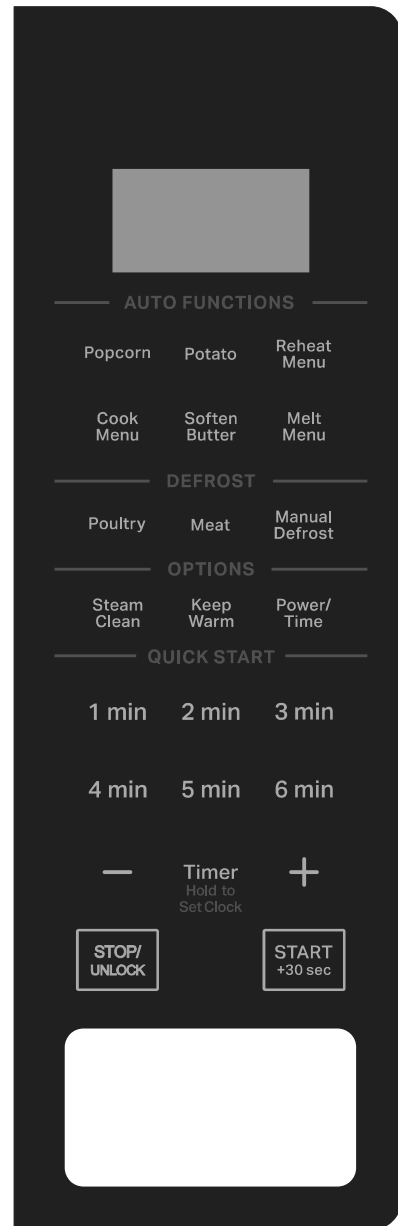 AUTO FUNCTIONS
Popcorn
Potato
Reheat
Menu
Cook
Menu
Soften
Butter
Melt
Menu
DEFROST
Poultry
Meat
Manual
Defrost
OPTIONS
Steam
Clean
Keep
Warm
Power/
Time
QUICK START
1 min 2 min 3 min
4 min 5 min 6 min
− Timer +
Hold to
Set Clock
STOP/
UNLOCK
START
+30 sec